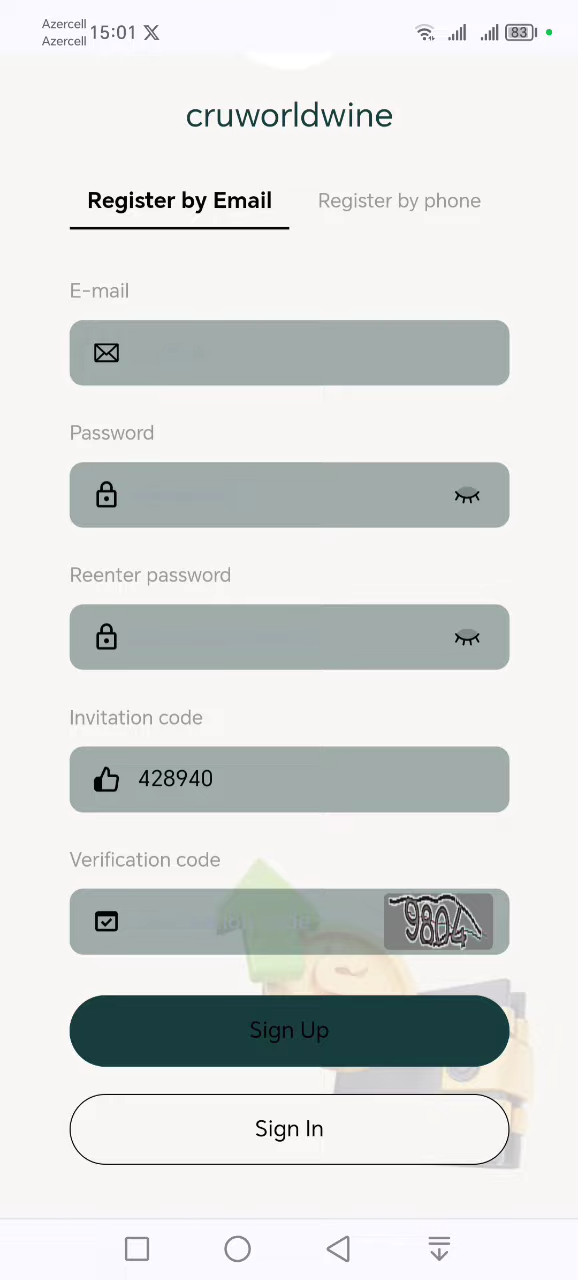 Azercell
Azercell
15:01
83
cruworldwine
Register by Email
Register by phone
E-mail
Password
Reenter password
Invitation code
428940
Verification code
9804
Sign Up
Sign In